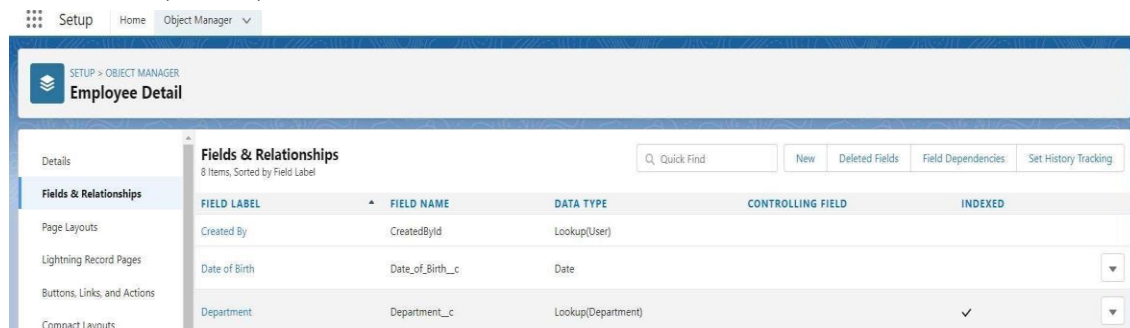 Setup Home Object Manager
SETUP > OBJECT MANAGER
Employee Detail
Details
Fields & Relationships
Page Layouts
Lightning Record Pages
Buttons, Links, and Actions
Compact Layouts
Fields & Relationships
8 Items, Sorted by Field Label
Quick Find New Deleted Fields Field Dependencies Set History Tracking
FIELD LABEL FIELD NAME DATA TYPE CONTROLLING FIELD INDEXED
Created By CreatedById Lookup(User)
Date of Birth Date_of_Birth__c Date
Department Department__c Lookup(Department)